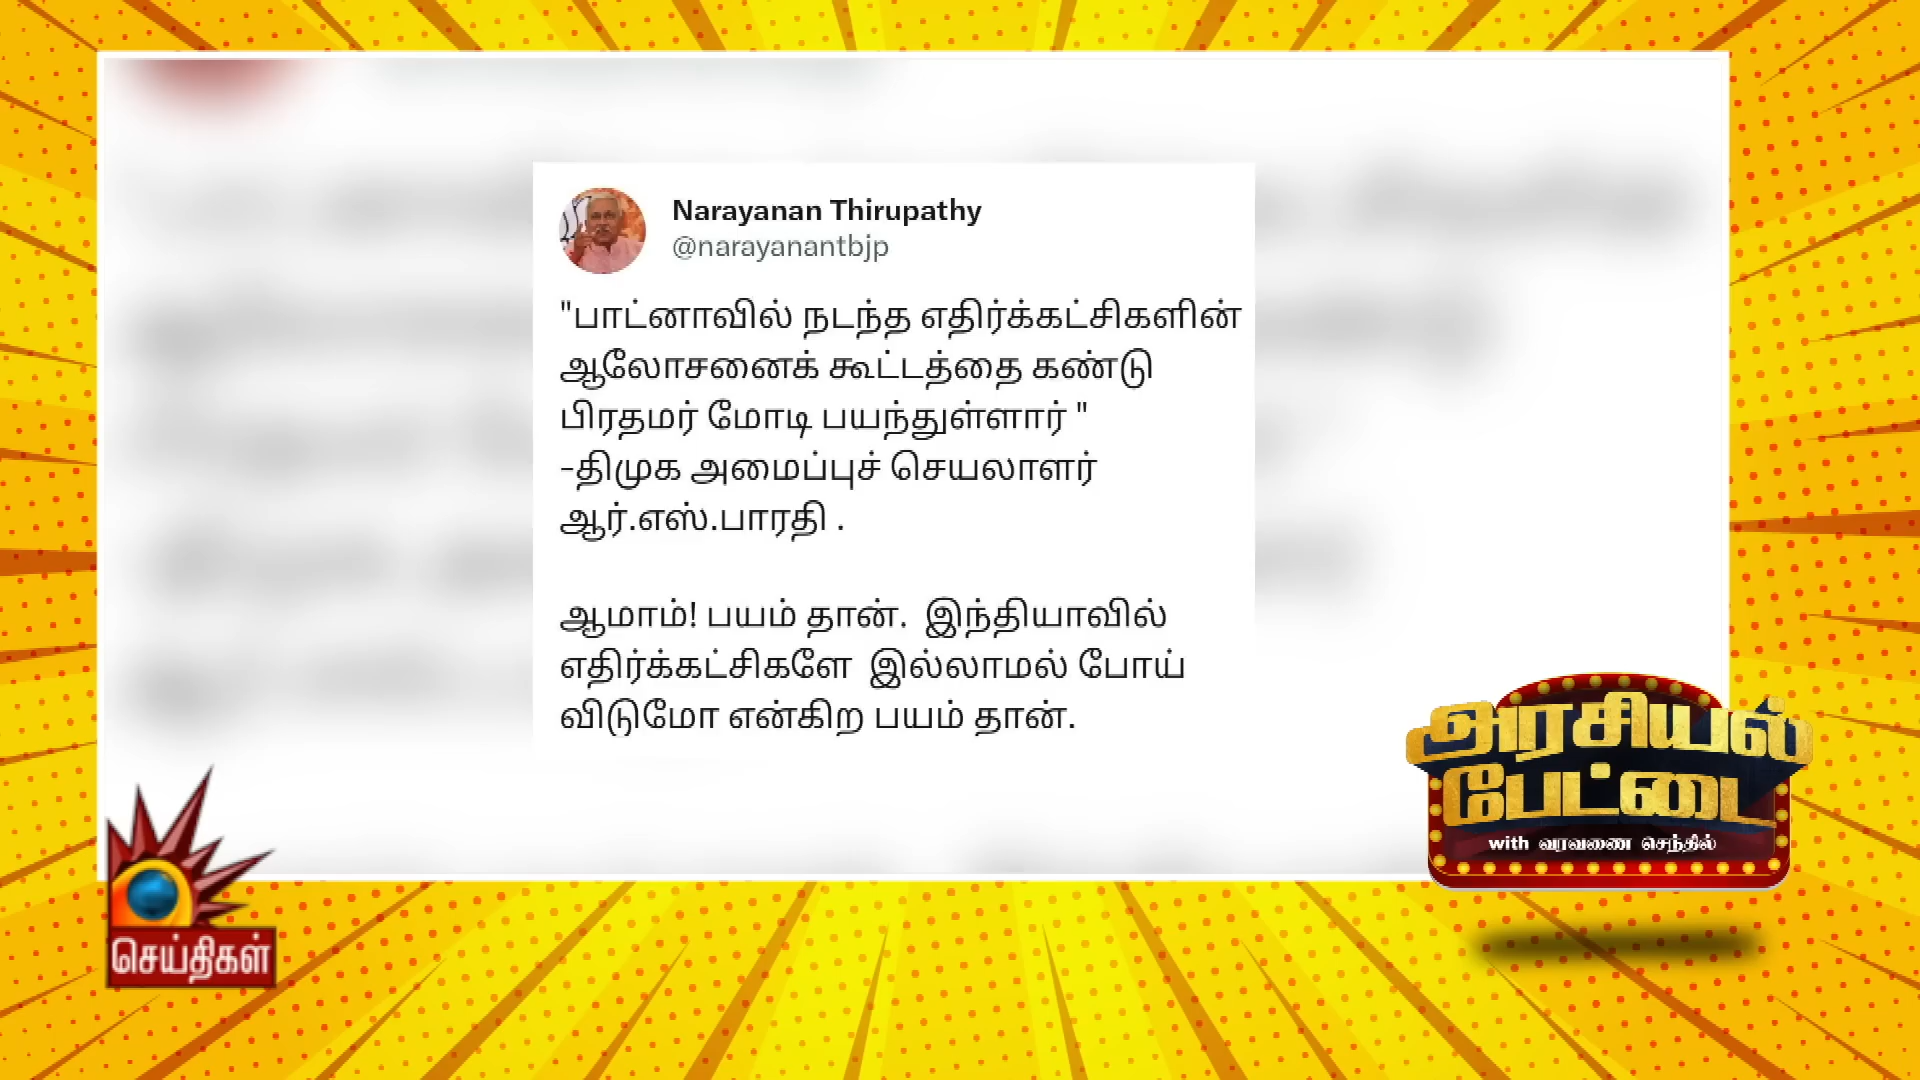 Narayanan Thirupathy
@narayanantbjp
"பாட்னாவில் நடந்த எதிர்க்கட்சிகளின்
ஆலோசனைக் கூட்டத்தை கண்டு
பிரதமர் மோடி பயந்துள்ளார் "
-திமுக அமைப்புச் செயலாளர்
ஆர்.எஸ்.பாரதி .
ஆமாம்! பயம் தான். இந்தியாவில்
எதிர்க்கட்சிகளே இல்லாமல் போய்
விடுமோ என்கிற பயம் தான்.
அரசியல்
பேட்டை
with வரவணை செந்தில்
செய்திகள்